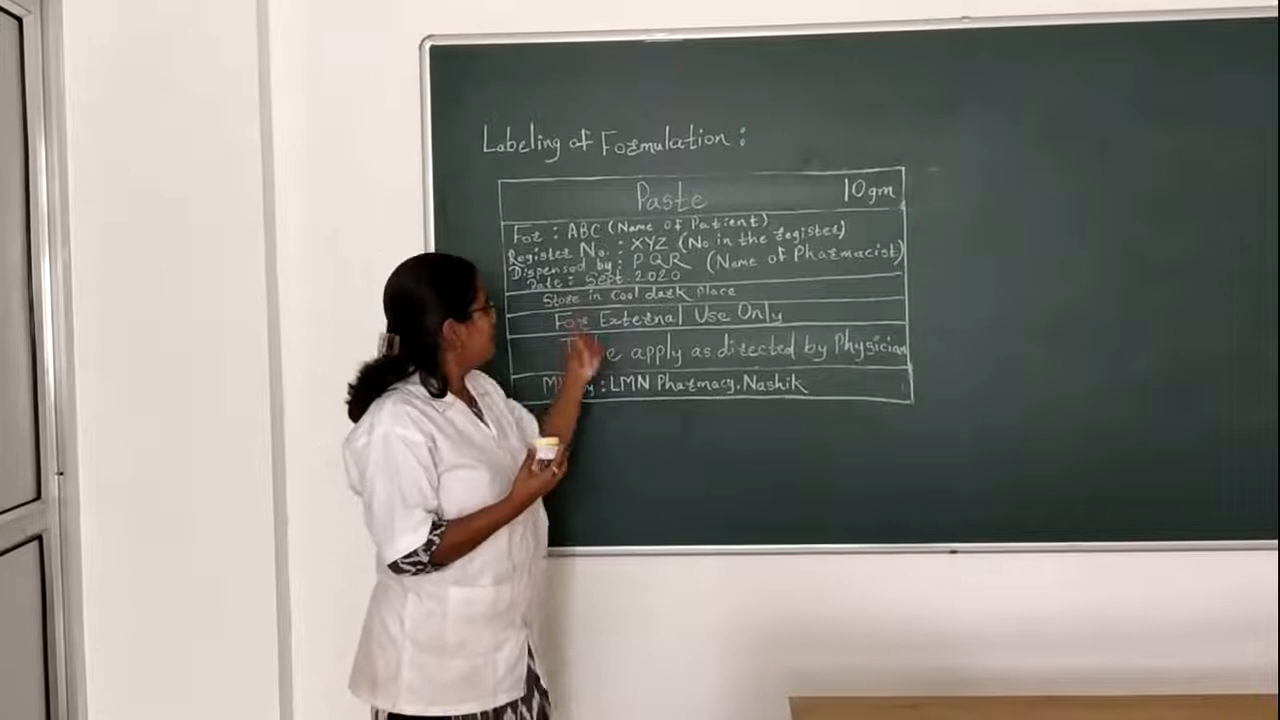 Labeling of Formulation :
Paste 10gm
For : ABC (Name of Patient)
Register No. : XYZ (No in the register)
Dispensed by : PQR (Name of Pharmacist)
Date : Sept. 2020
Store in cool dark place
For External Use Only
apply as directed by Physician
: LMN Pharmacy, Nashik